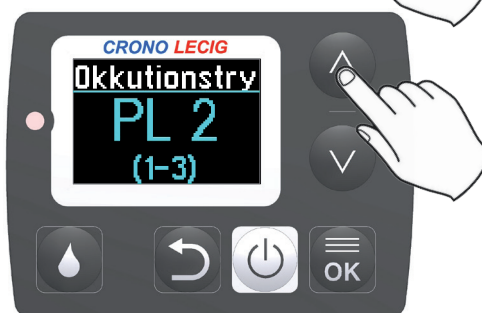 CRONO LECIG
Okkutionstry
PL 2
(1-3)
OK